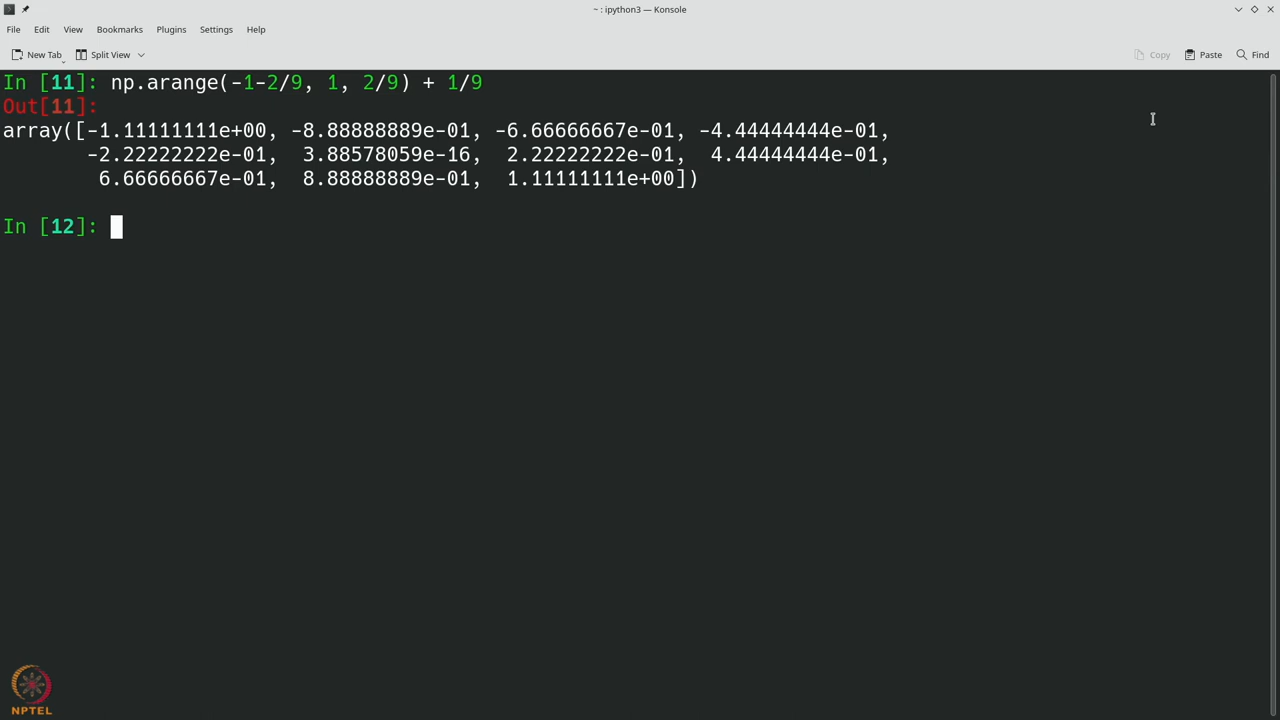 ~ : ipython3 — Konsole
File Edit View Bookmarks Plugins Settings Help
New Tab Split View Copy Paste Find
In [11]: np.arange(-1-2/9, 1, 2/9) + 1/9
Out[11]:
array([-1.11111111e+00, -8.88888889e-01, -6.66666667e-01, -4.44444444e-01,
-2.22222222e-01, 3.88578059e-16, 2.22222222e-01, 4.44444444e-01,
6.66666667e-01, 8.88888889e-01, 1.11111111e+00])
In [12]:
NPTEL